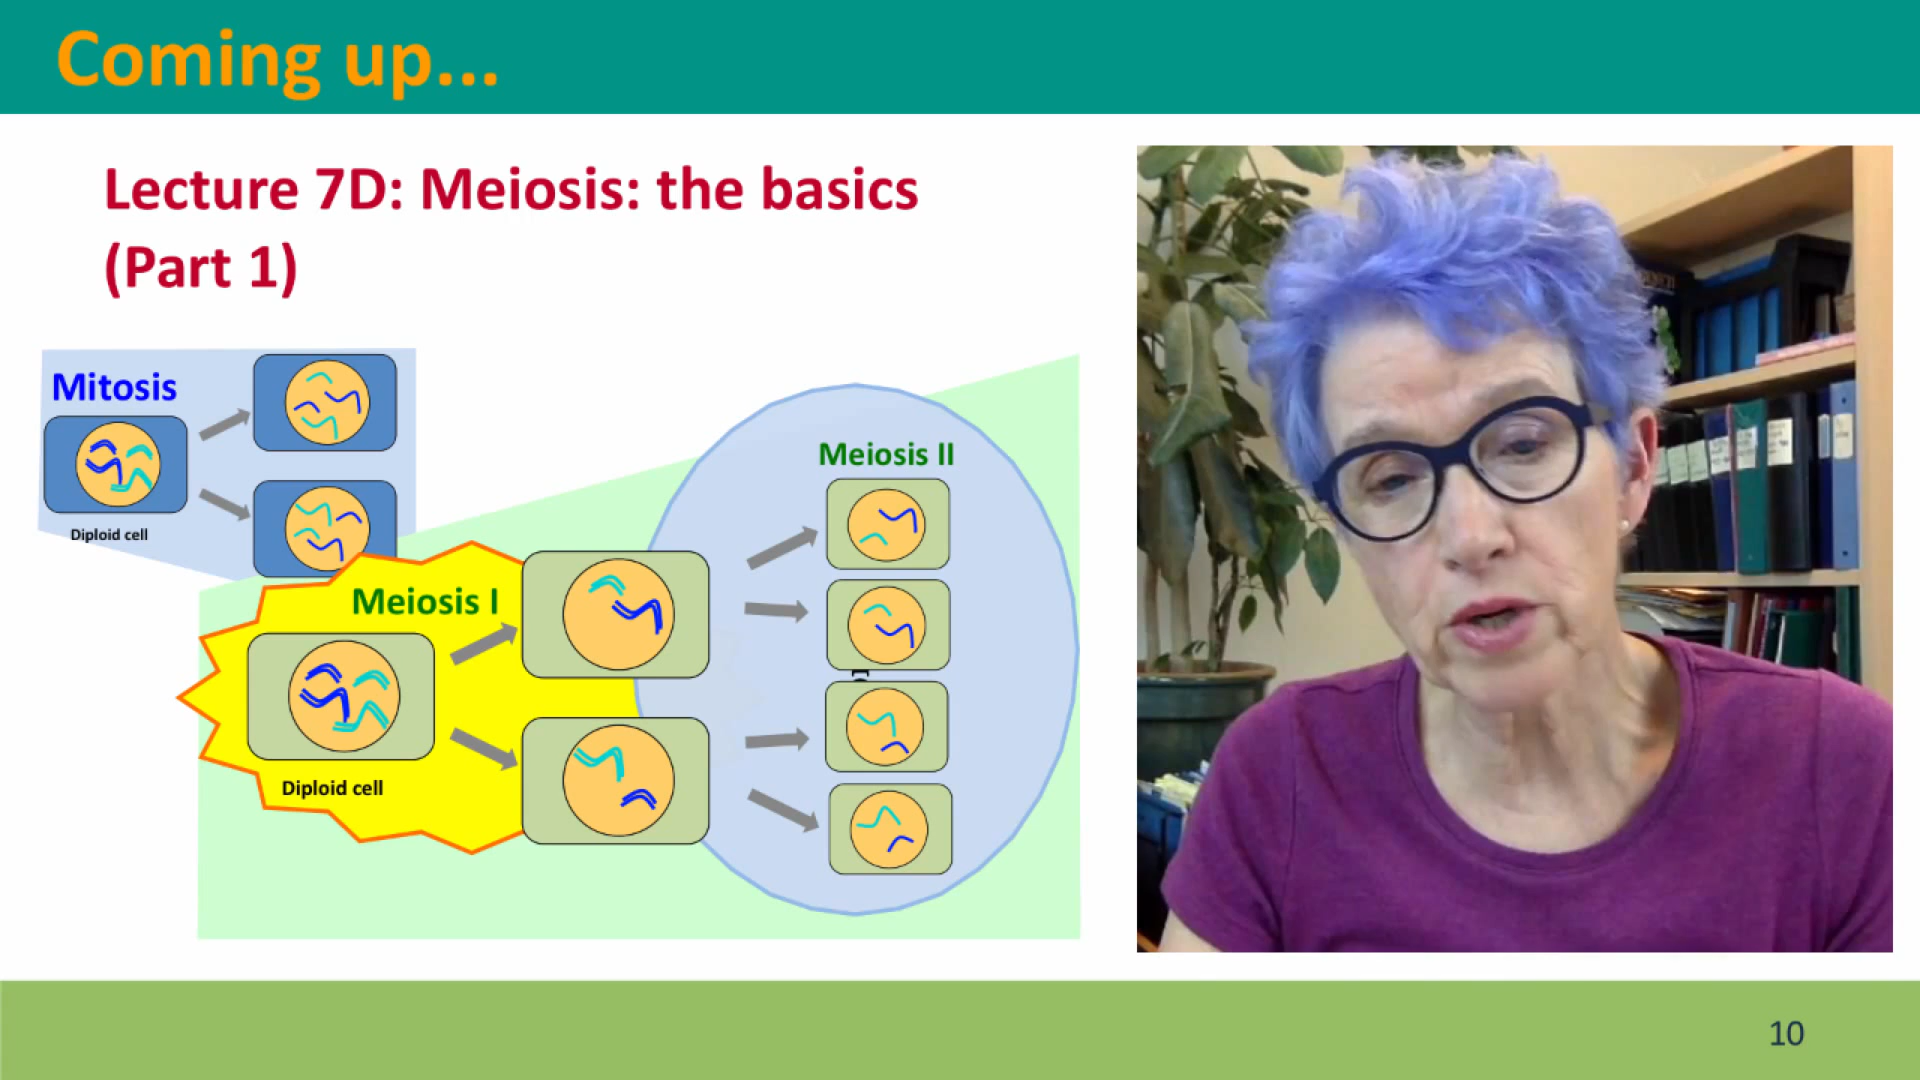 Coming up...
Lecture 7D: Meiosis: the basics
(Part 1)
Mitosis
Diploid cell
Meiosis I
Diploid cell
Meiosis II
10